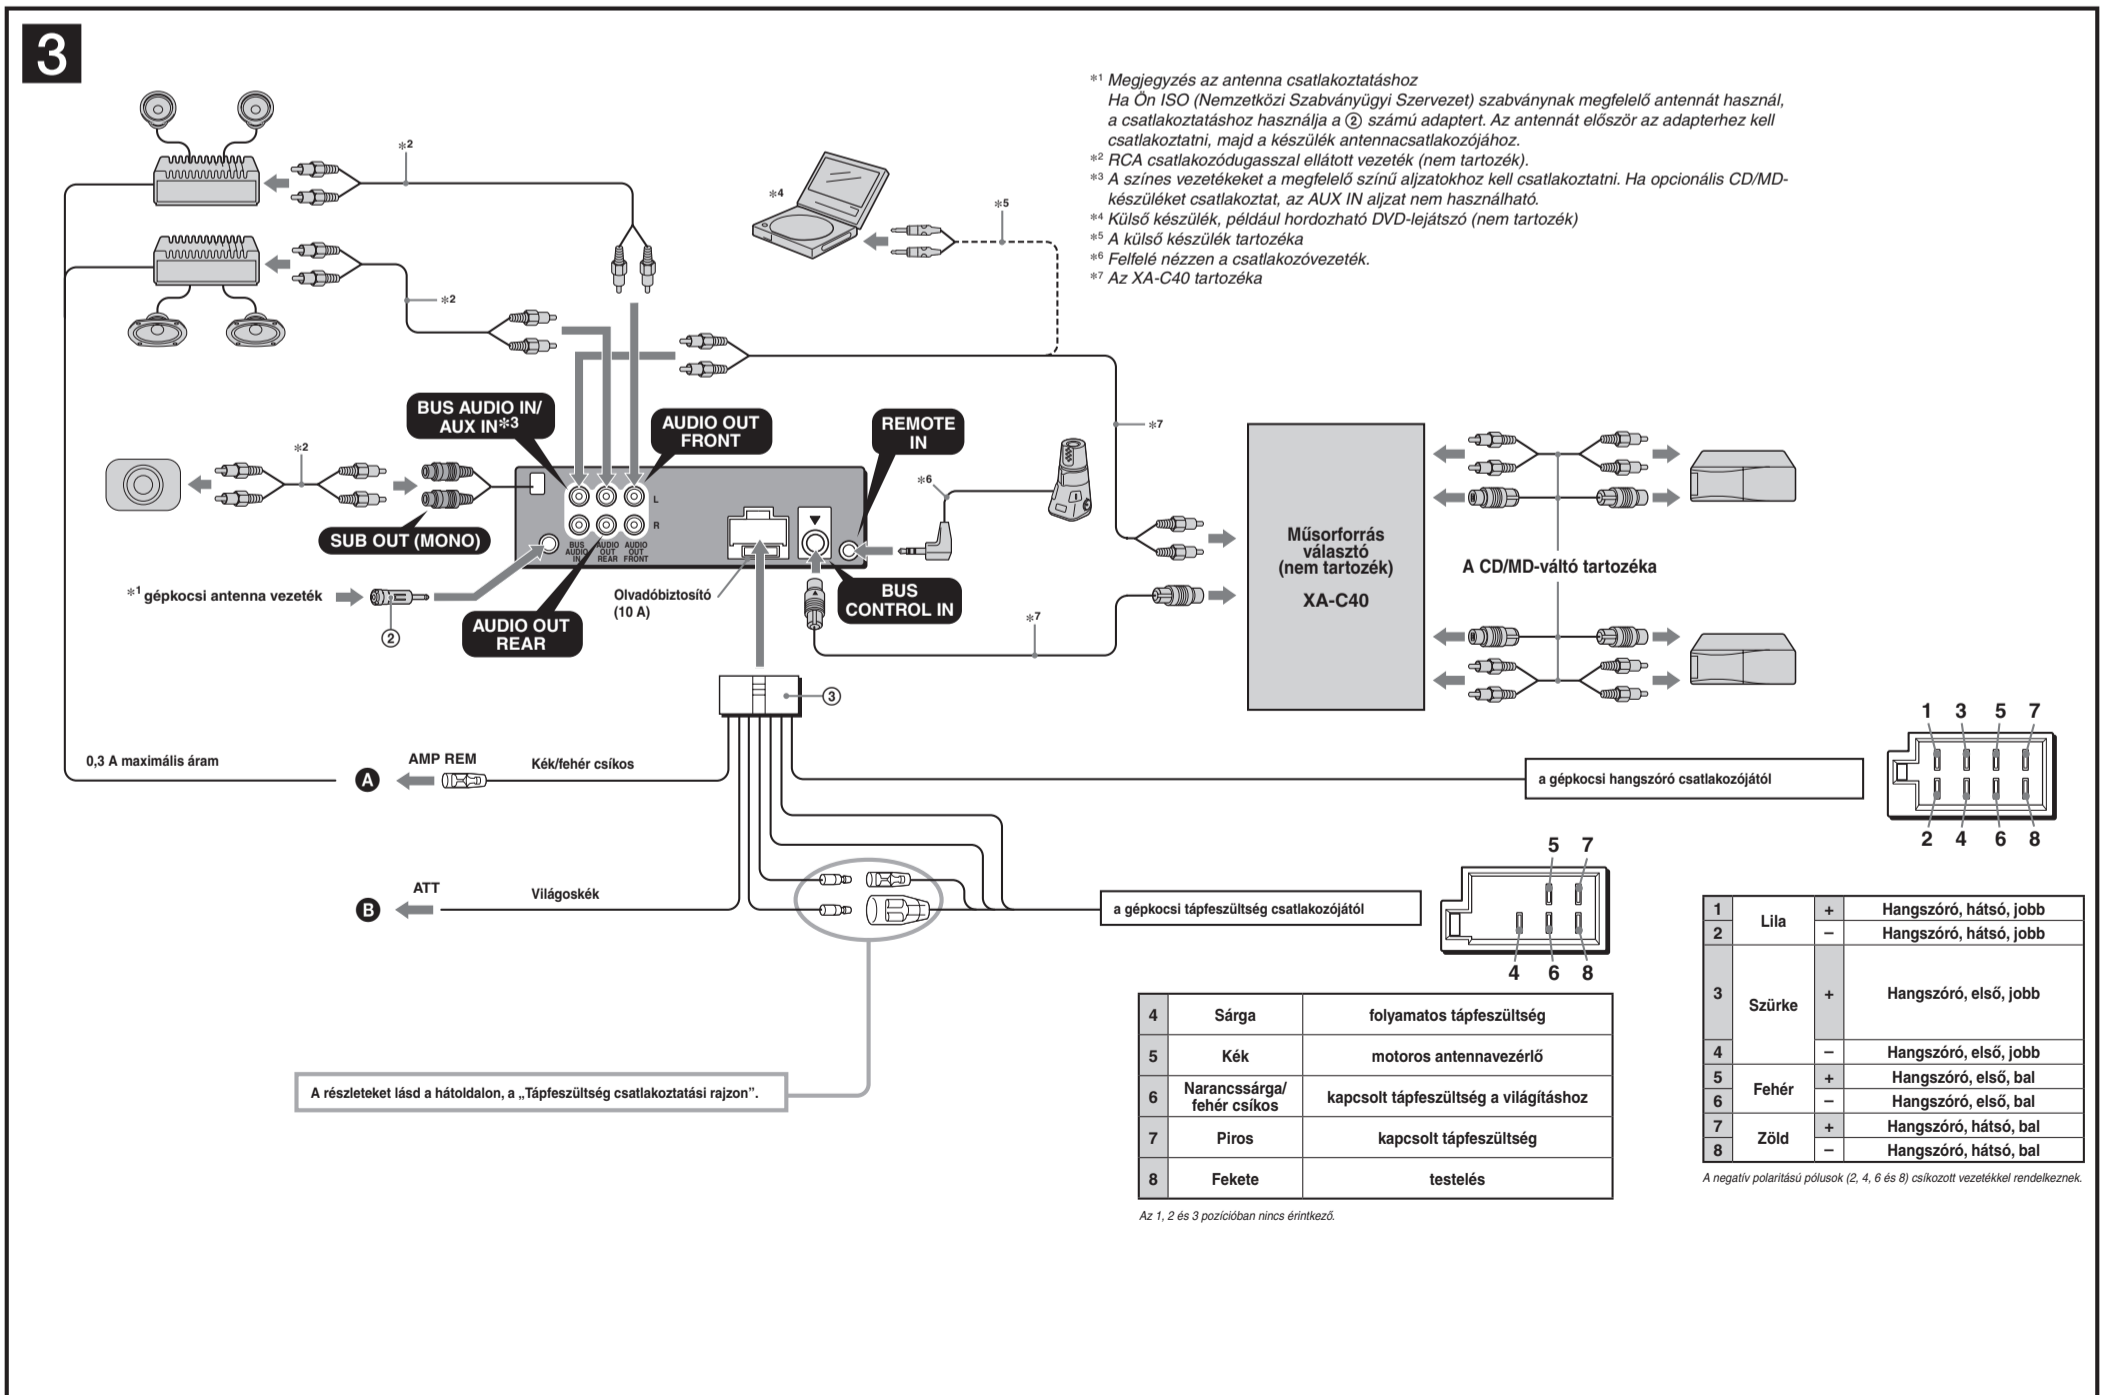 3
*1 Megjegyzés az antenna csatlakoztatáshoz
Ha Ön ISO (Nemzetközi Szabványügyi Szervezet) szabványnak megfelelő antennát használ,
a csatlakoztatáshoz használja a ② számú adaptert. Az antennát először az adapterhez kell
csatlakoztatni, majd a készülék antennacsatlakozójához.
*2 RCA csatlakozódugasszal ellátott vezeték (nem tartozék).
*3 A színes vezetékeket a megfelelő színű aljzatokhoz kell csatlakoztatni. Ha opcionális CD/MD-
készüléket csatlakoztat, az AUX IN aljzat nem használható.
*4 Külső készülék, például hordozható DVD-lejátszó (nem tartozék)
*5 A külső készülék tartozéka
*6 Felfelé nézzen a csatlakozóvezeték.
*7 Az XA-C40 tartozéka
*2
*4
*5
*2
BUS AUDIO IN/
AUX IN*3
AUDIO OUT
FRONT
REMOTE
IN
*7
*2
*6
L
R
BUS
AUDIO
IN
AUDIO
OUT
REAR
AUDIO
OUT
FRONT
SUB OUT (MONO)
Műsorforrás
választó
(nem tartozék)
XA-C40
A CD/MD-váltó tartozéka
*1 gépkocsi antenna vezeték
②
AUDIO OUT
REAR
Olvadóbiztosító
(10 A)
BUS
CONTROL IN
*7
③
0,3 A maximális áram
A
AMP REM
Kék/fehér csíkos
a gépkocsi hangszóró csatlakozójától
1 3 5 7
2 4 6 8
B
ATT
Világoskék
a gépkocsi tápfeszültség csatlakozójától
5 7
4 6 8
A részleteket lásd a hátoldalon, a „Tápfeszültség csatlakoztatási rajzon”.
4 Sárga folyamatos tápfeszültség
5 Kék motoros antennavezérlő
6 Narancssárga/
fehér csíkos kapcsolt tápfeszültség a világításhoz
7 Piros kapcsolt tápfeszültség
8 Fekete testelés
Az 1, 2 és 3 pozícióban nincs érintkező.
1 Lila + Hangszóró, hátsó, jobb
2 – Hangszóró, hátsó, jobb
3 Szürke + Hangszóró, első, jobb
4 – Hangszóró, első, jobb
5 Fehér + Hangszóró, első, bal
6 – Hangszóró, első, bal
7 Zöld + Hangszóró, hátsó, bal
8 – Hangszóró, hátsó, bal
A negatív polaritású pólusok (2, 4, 6 és 8) csíkozott vezetékkel rendelkeznek.